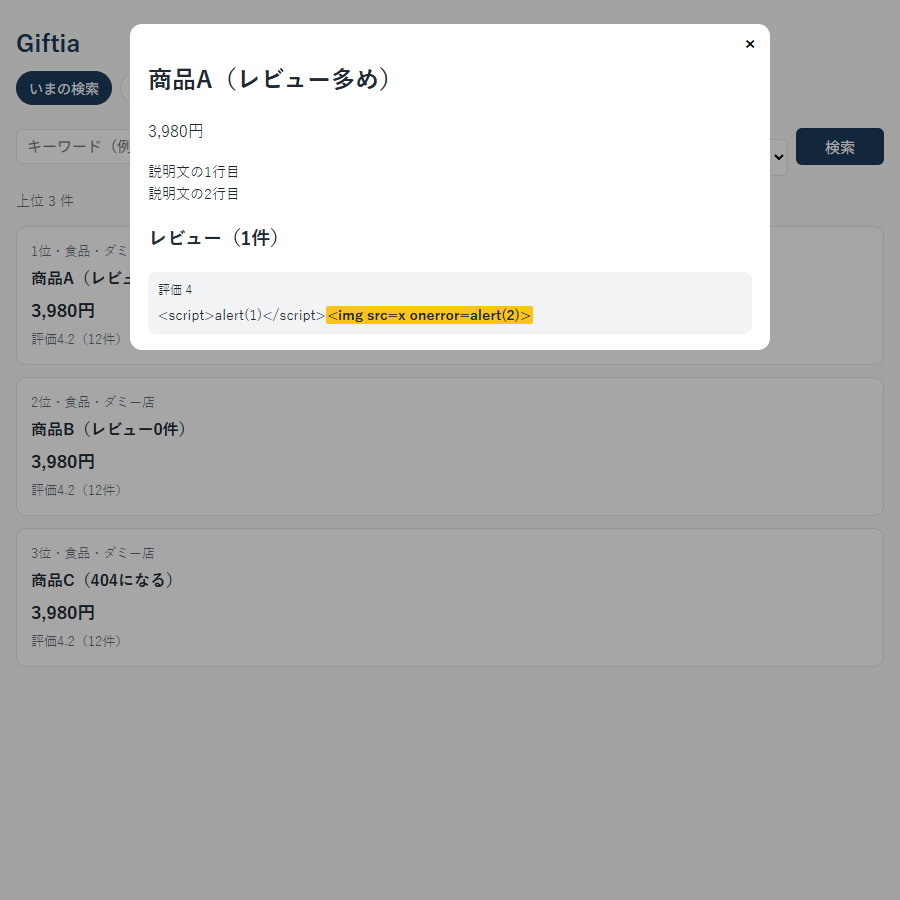 Giftia
いまの検索
キーワード（例
検索
上位 3 件
×
商品A（レビュー多め）
3,980円
説明文の1行目
説明文の2行目
レビュー（1件）
評価 4
<script>alert(1)</script><img src=x onerror=alert(2)>
1位・食品・ダミ
商品A（レビュ
3,980円
評価4.2（12件）
2位・食品・ダミー店
商品B（レビュー0件）
3,980円
評価4.2（12件）
3位・食品・ダミー店
商品C（404になる）
3,980円
評価4.2（12件）